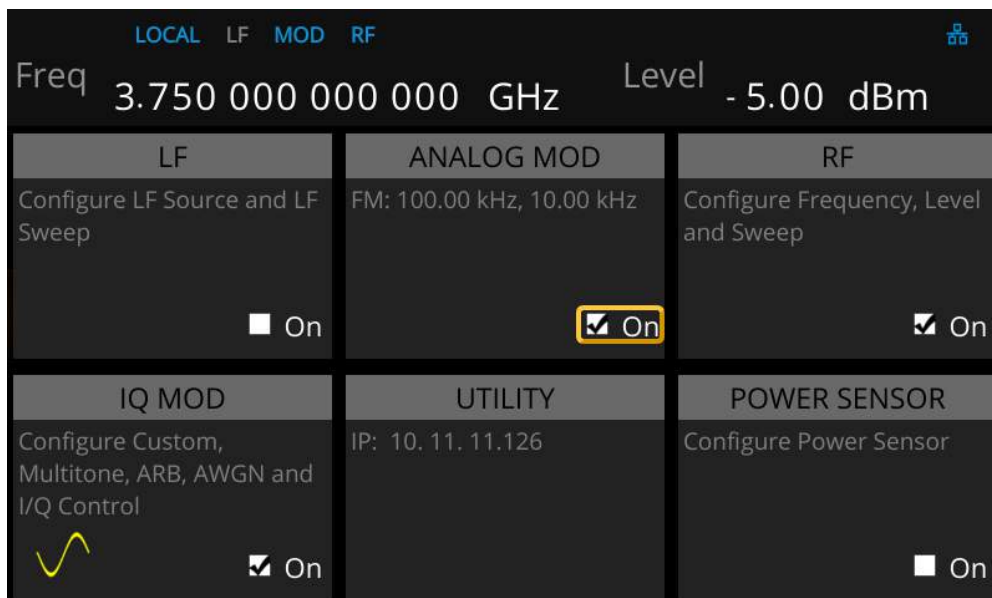 LOCAL LF MOD RF
Freq 3.750 000 000 000 GHz Level - 5.00 dBm
LF
Configure LF Source and LF
Sweep
On
ANALOG MOD
FM: 100.00 kHz, 10.00 kHz
On
RF
Configure Frequency, Level
and Sweep
On
IQ MOD
Configure Custom,
Multitone, ARB, AWGN and
I/Q Control
On
UTILITY
IP: 10. 11. 11.126
POWER SENSOR
Configure Power Sensor
On